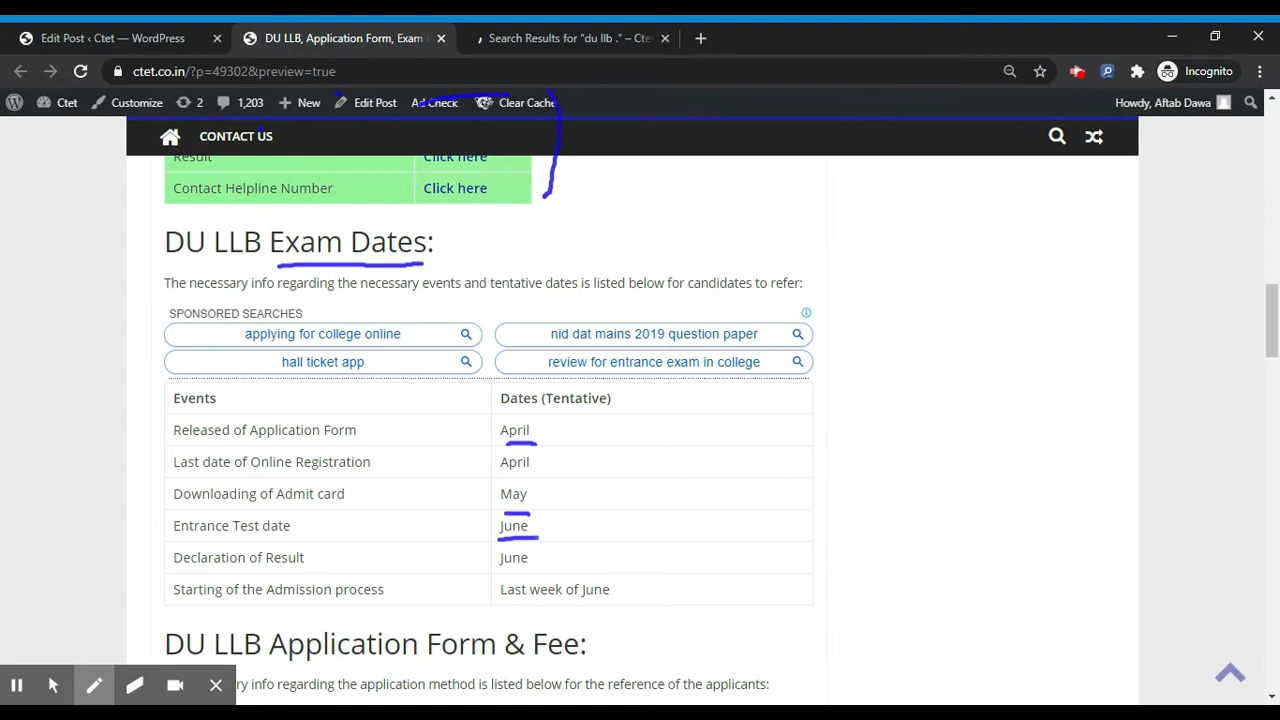 Edit Post ‹ Ctet — WordPress
DU LLB, Application Form, Exam
Search Results for “du llb .” – Cte
ctet.co.in/?p=49302&preview=true
Incognito
Ctet Customize 2 1,203 New Edit Post Ad Check Clear Cache Howdy, Aftab Dawa
CONTACT US
Result Click here
Contact Helpline Number Click here
DU LLB Exam Dates:
The necessary info regarding the necessary events and tentative dates is listed below for candidates to refer:
SPONSORED SEARCHES
applying for college online nid dat mains 2019 question paper
hall ticket app review for entrance exam in college
Events Dates (Tentative)
Released of Application Form April
Last date of Online Registration April
Downloading of Admit card May
Entrance Test date June
Declaration of Result June
Starting of the Admission process Last week of June
DU LLB Application Form & Fee:
ry info regarding the application method is listed below for the reference of the applicants: